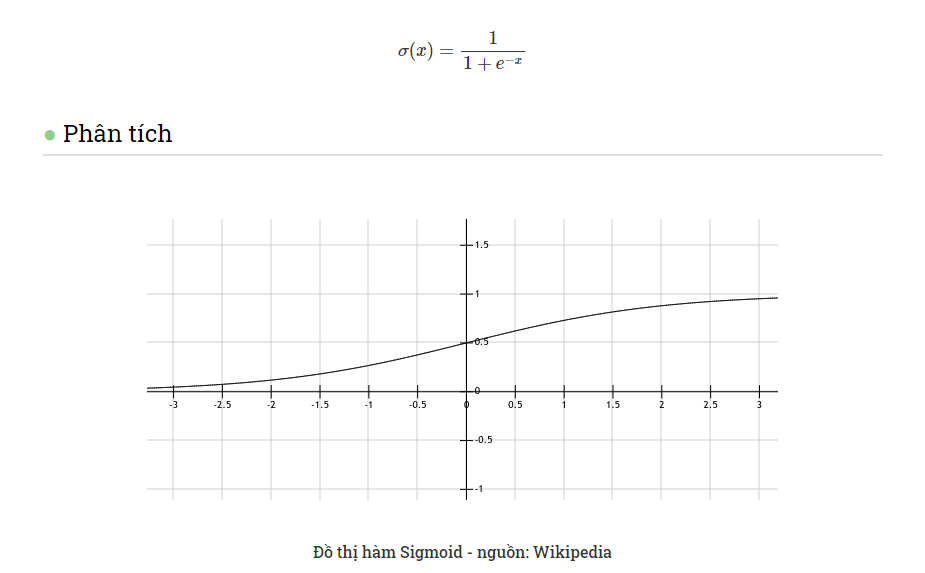 σ(x) = 1 / (1 + e^−x)
Phân tích
1.5
1
0.5
0
-3 -2.5 -2 -1.5 -1 -0.5 0 0.5 1 1.5 2 2.5 3
-0.5
-1
Đồ thị hàm Sigmoid - nguồn: Wikipedia